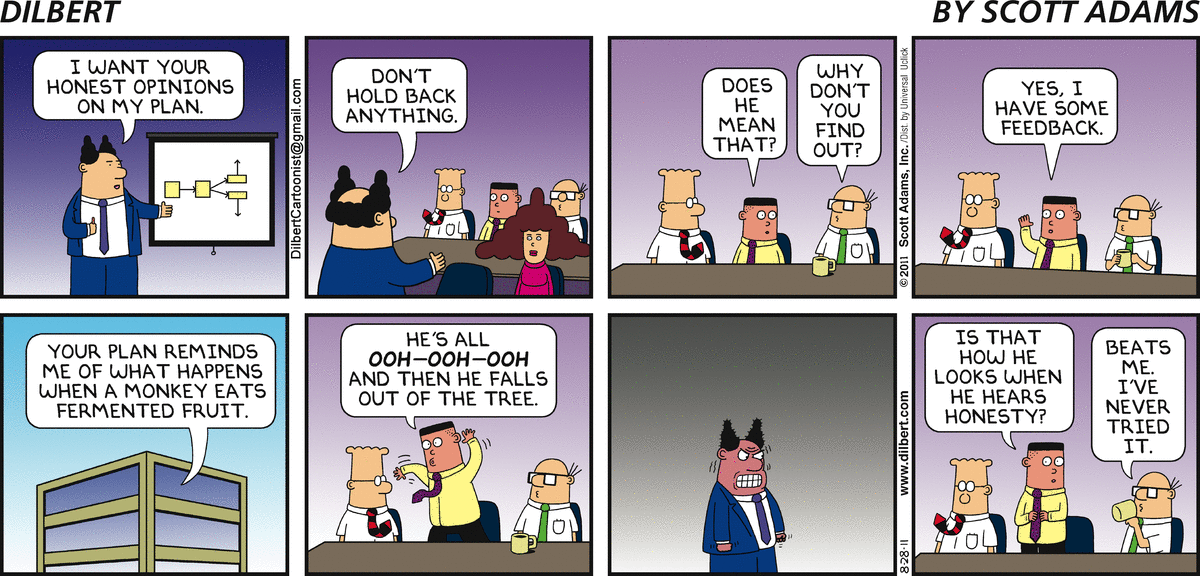 DILBERT
BY SCOTT ADAMS
I WANT YOUR
HONEST OPINIONS
ON MY PLAN.
DilbertCartoonist@gmail.com
DON'T
HOLD BACK
ANYTHING.
DOES
HE
MEAN
THAT?
WHY
DON'T
YOU
FIND
OUT?
©2011 Scott Adams, Inc./Dist. by Universal Uclick
YES, I
HAVE SOME
FEEDBACK.
YOUR PLAN REMINDS
ME OF WHAT HAPPENS
WHEN A MONKEY EATS
FERMENTED FRUIT.
HE'S ALL
OOH-OOH-OOH
AND THEN HE FALLS
OUT OF THE TREE.
8-28-11 www.dilbert.com
IS THAT
HOW HE
LOOKS WHEN
HE HEARS
HONESTY?
BEATS
ME.
I'VE
NEVER
TRIED
IT.